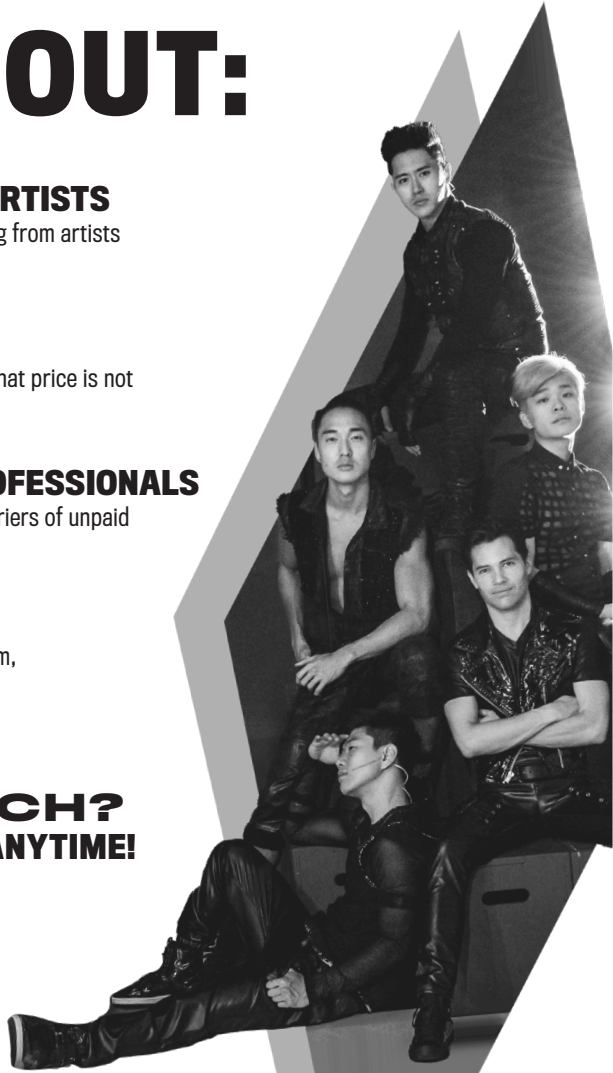 OUT:
RTISTS
g from artists
hat price is not
OFESSIONALS
riers of unpaid
m,
CH?
ANYTIME!